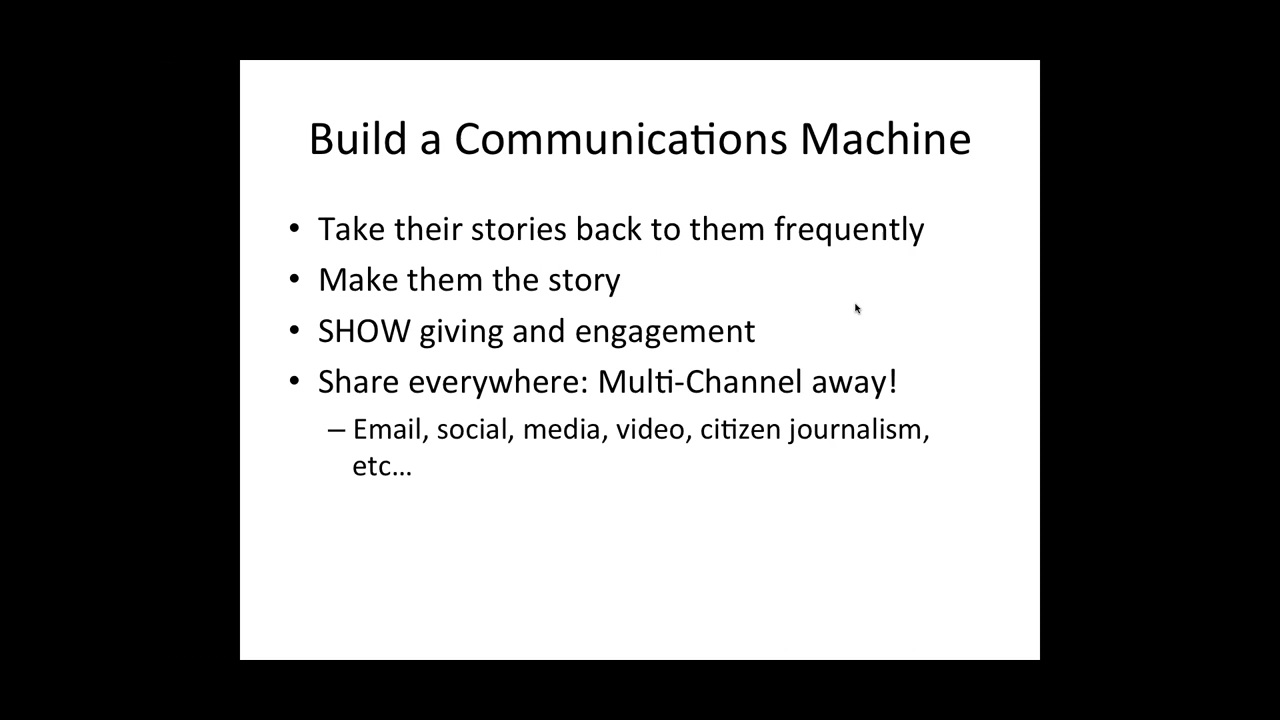 Build a Communications Machine
• Take their stories back to them frequently
• Make them the story
• SHOW giving and engagement
• Share everywhere: Multi-Channel away!
– Email, social, media, video, citizen journalism,
etc…